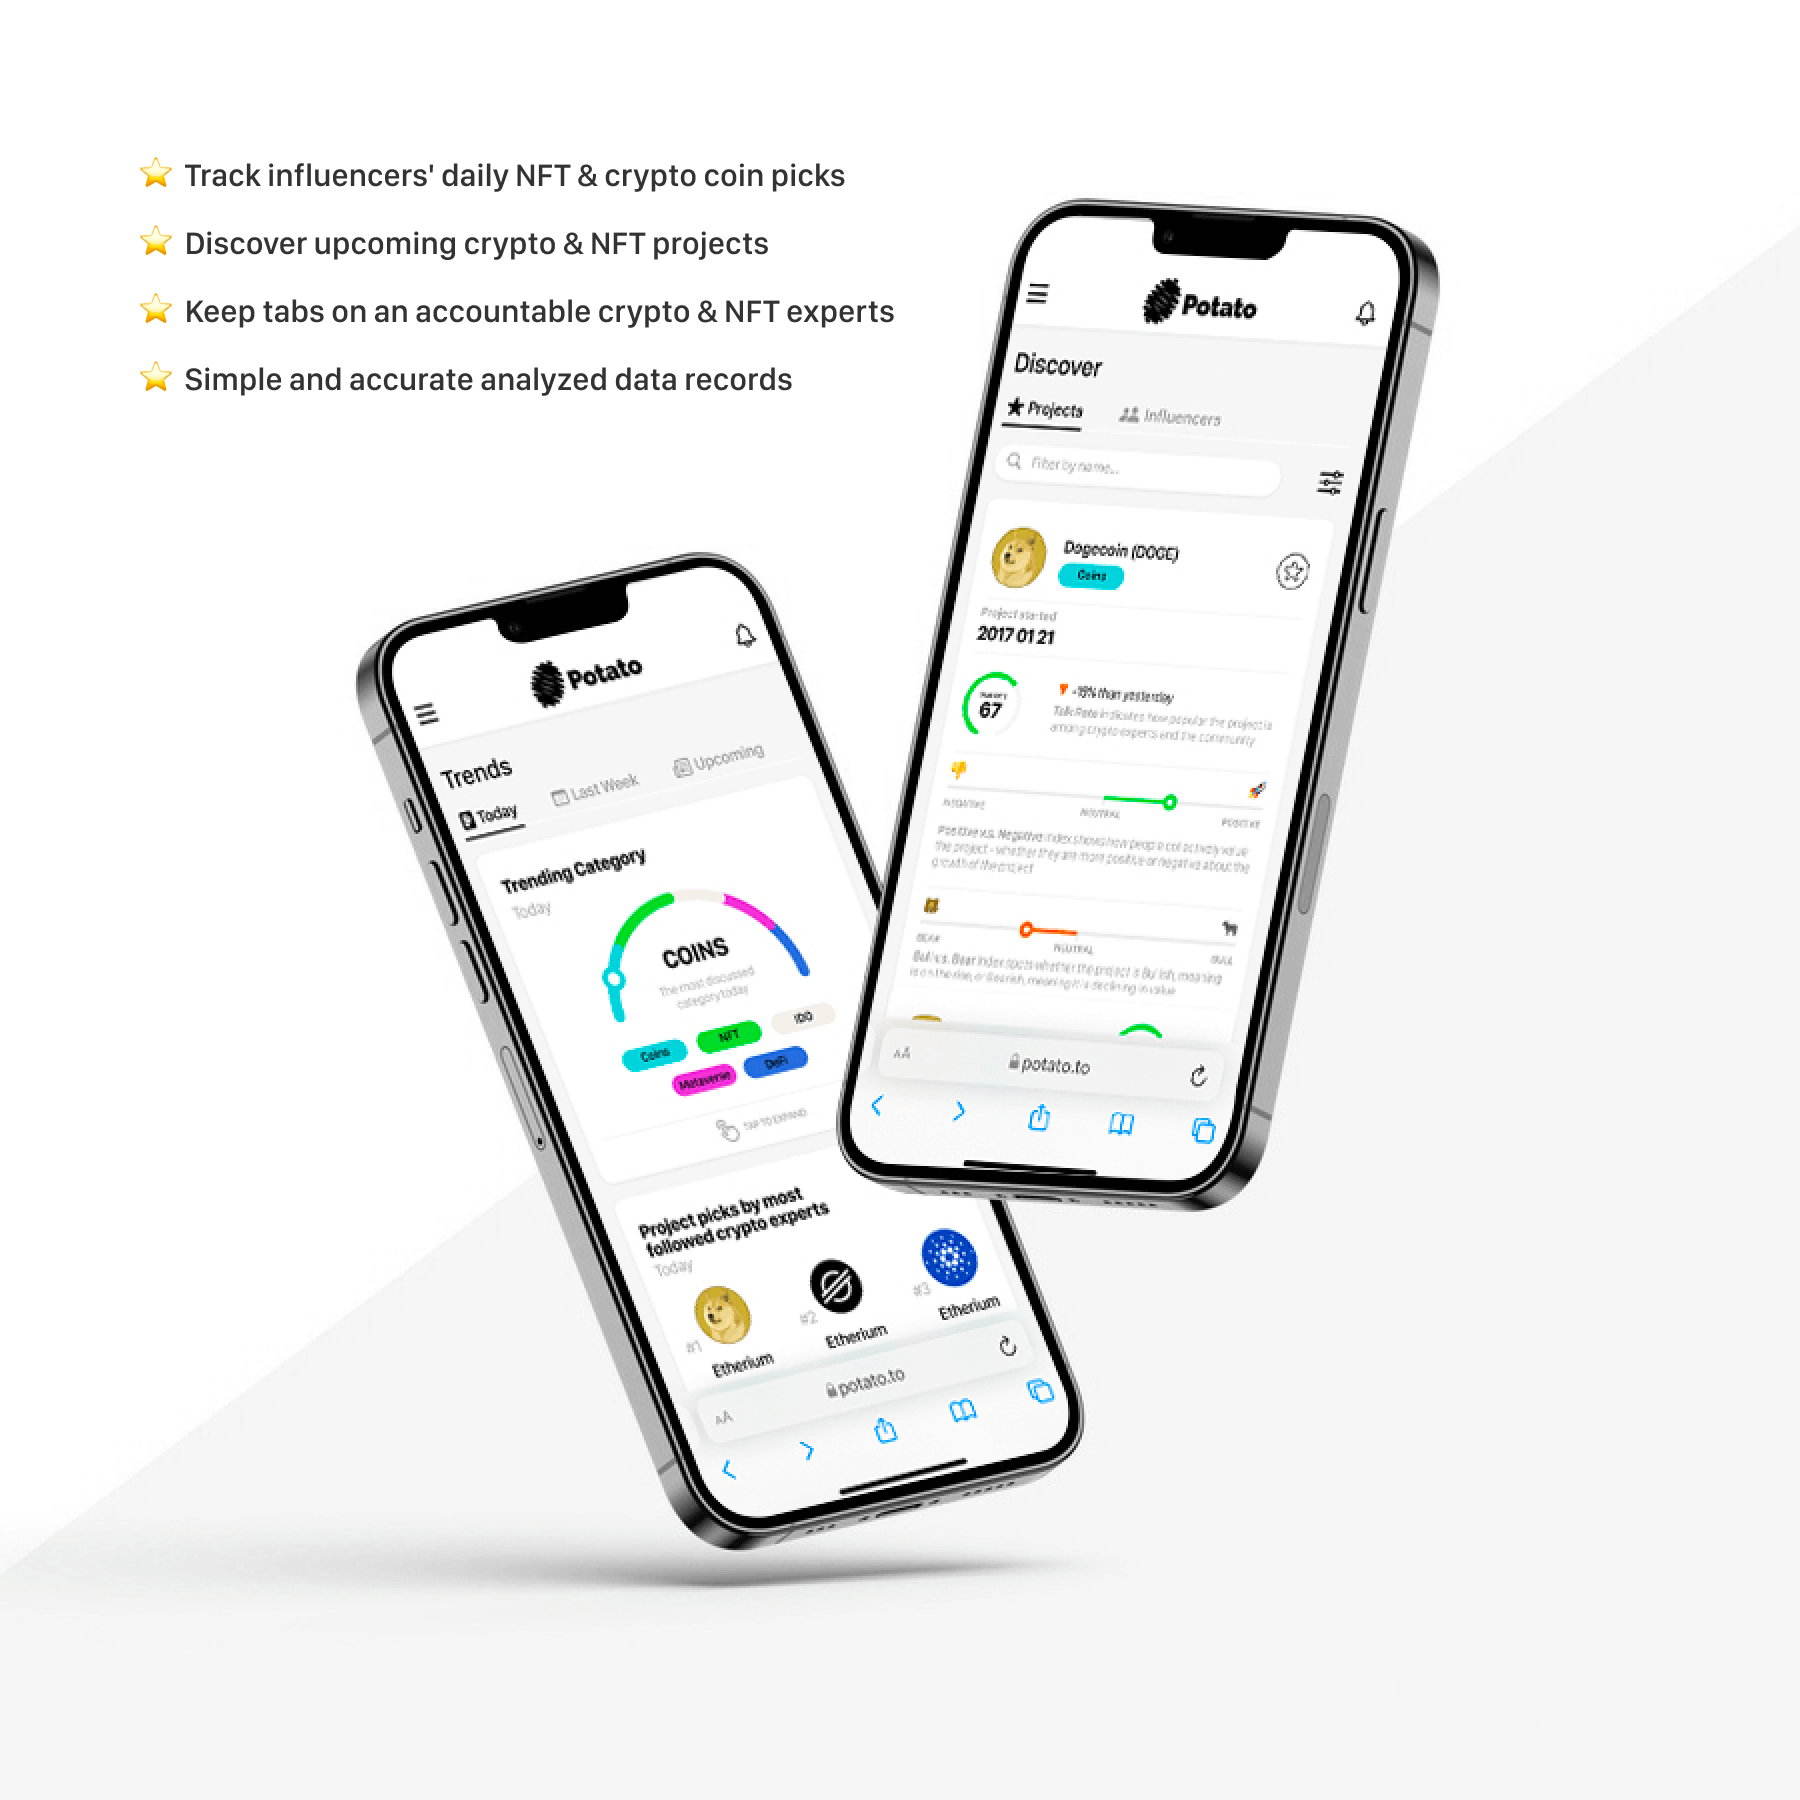 Track influencers' daily NFT & crypto coin picks
Discover upcoming crypto & NFT projects
Keep tabs on an accountable crypto & NFT experts
Simple and accurate analyzed data records
Potato
Discover
Projects
Influencers
Filter by name...
Dogecoin (DOGE)
Coins
Project started
2017 01 21
67
-15% than yesterday
Talk Rate indicates how popular the project is
among crypto experts and the community
NEGATIVE
NEUTRAL
POSITIVE
Positive v.s. Negative index shows how people collectively value
the project - whether they are more positive or negative about the
growth of the project
BEAR
NEUTRAL
BULL
Bull v.s. Bear Index spots whether the project is Bullish, meaning
is on the rise, or Bearish, meaning it is declining in value
AA
potato.to
Potato
Trends
Today
Last Week
Upcoming
Trending Category
Today
COINS
The most discussed
category today
Coins
NFT
IDO
Metaverse
DeFi
TAP TO EXPAND
Project picks by most
followed crypto experts
Today
#1
Etherium
#2
Etherium
#3
Etherium
AA
potato.to